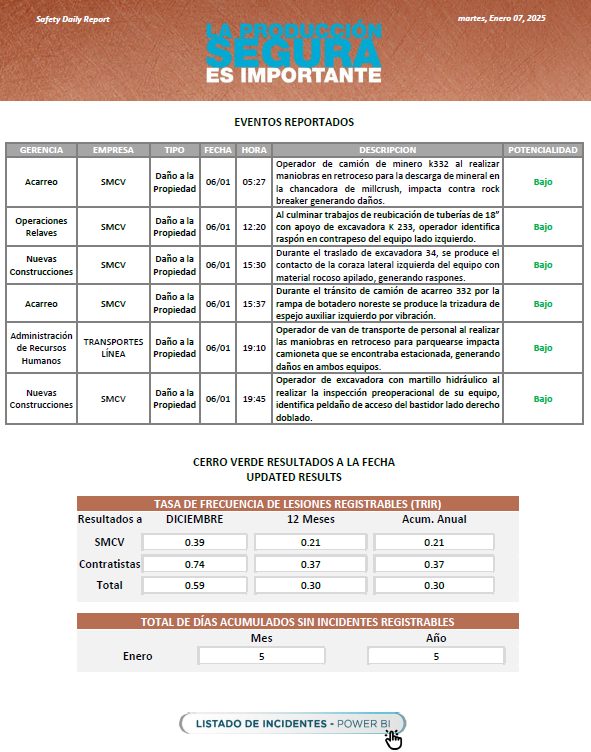 Safety Daily Report
martes, Enero 07, 2025
LA PRODUCCIÓN
SEGURA
ES IMPORTANTE
EVENTOS REPORTADOS
GERENCIA EMPRESA TIPO FECHA HORA DESCRIPCION POTENCIALIDAD
Acarreo SMCV Daño a la Propiedad 06/01 05:27 Operador de camión de minero k332 al realizar
maniobras en retroceso para la descarga de mineral en
la chancadora de millcrush, impacta contra rock
breaker generando daños.
Bajo
Operaciones Relaves SMCV Daño a la Propiedad 06/01 12:20 Al culminar trabajos de reubicación de tuberías de 18”
con apoyo de excavadora K 233, operador identifica
raspón en contrapeso del equipo lado izquierdo.
Bajo
Nuevas Construcciones SMCV Daño a la Propiedad 06/01 15:30 Durante el traslado de excavadora 34, se produce el
contacto de la coraza lateral izquierda del equipo con
material rocoso apilado, generando raspones.
Bajo
Acarreo SMCV Daño a la Propiedad 06/01 15:37 Durante el tránsito de camión de acarreo 332 por la
rampa de botadero noreste se produce la trizadura de
espejo auxiliar izquierdo por vibración.
Bajo
Administración de Recursos Humanos TRANSPORTES LÍNEA Daño a la Propiedad 06/01 19:10 Operador de van de transporte de personal al realizar
las maniobras en retroceso para parquearse impacta
camioneta que se encontraba estacionada, generando
daños en ambos equipos.
Bajo
Nuevas Construcciones SMCV Daño a la Propiedad 06/01 19:45 Operador de excavadora con martillo hidráulico al
realizar la inspección preoperacional de su equipo,
identifica peldaño de acceso del bastidor lado derecho
doblado.
Bajo
CERRO VERDE RESULTADOS A LA FECHA
UPDATED RESULTS
TASA DE FRECUENCIA DE LESIONES REGISTRABLES (TRIR)
Resultados a DICIEMBRE 12 Meses Acum. Anual
SMCV 0.39 0.21 0.21
Contratistas 0.74 0.37 0.37
Total 0.59 0.30 0.30
TOTAL DE DÍAS ACUMULADOS SIN INCIDENTES REGISTRABLES
Mes Año
Enero 5 5
LISTADO DE INCIDENTES - POWER BI